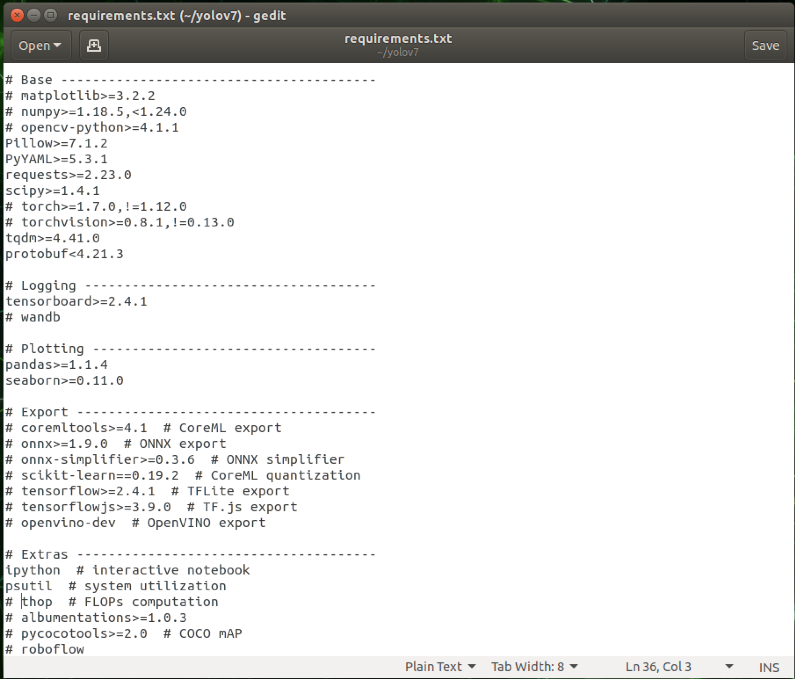 requirements.txt (~/yolov7) - gedit
Open
requirements.txt
~/yolov7
Save
# Base ----------------------------------------
# matplotlib>=3.2.2
# numpy>=1.18.5,<1.24.0
# opencv-python>=4.1.1
Pillow>=7.1.2
PyYAML>=5.3.1
requests>=2.23.0
scipy>=1.4.1
# torch>=1.7.0,!=1.12.0
# torchvision>=0.8.1,!=0.13.0
tqdm>=4.41.0
protobuf<4.21.3
# Logging -------------------------------------
tensorboard>=2.4.1
# wandb
# Plotting ------------------------------------
pandas>=1.1.4
seaborn>=0.11.0
# Export --------------------------------------
# coremltools>=4.1  # CoreML export
# onnx>=1.9.0  # ONNX export
# onnx-simplifier>=0.3.6  # ONNX simplifier
# scikit-learn==0.19.2  # CoreML quantization
# tensorflow>=2.4.1  # TFLite export
# tensorflowjs>=3.9.0  # TF.js export
# openvino-dev  # OpenVINO export
# Extras --------------------------------------
ipython  # interactive notebook
psutil  # system utilization
# thop  # FLOPs computation
# albumentations>=1.0.3
# pycocotools>=2.0  # COCO mAP
# roboflow
Plain Text Tab Width: 8 Ln 36, Col 3 INS